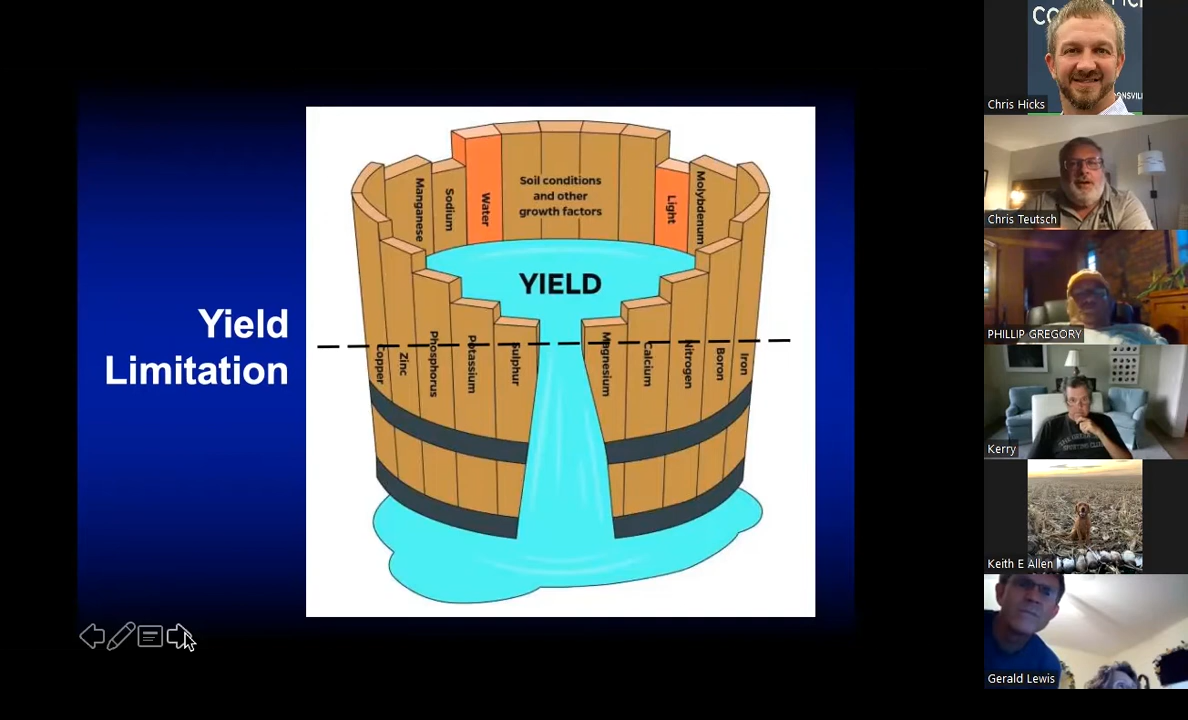 Yield
Limitation
Manganese
Sodium
Water
Soil conditions
and other
growth factors
Light
Molybdenum
YIELD
Copper
Zinc
Phosphorus
Potassium
Sulphur
Magnesium
Calcium
Nitrogen
Boron
Iron
Chris Hicks
Chris Teutsch
PHILLIP GREGORY
Kerry
Keith E Allen
Gerald Lewis